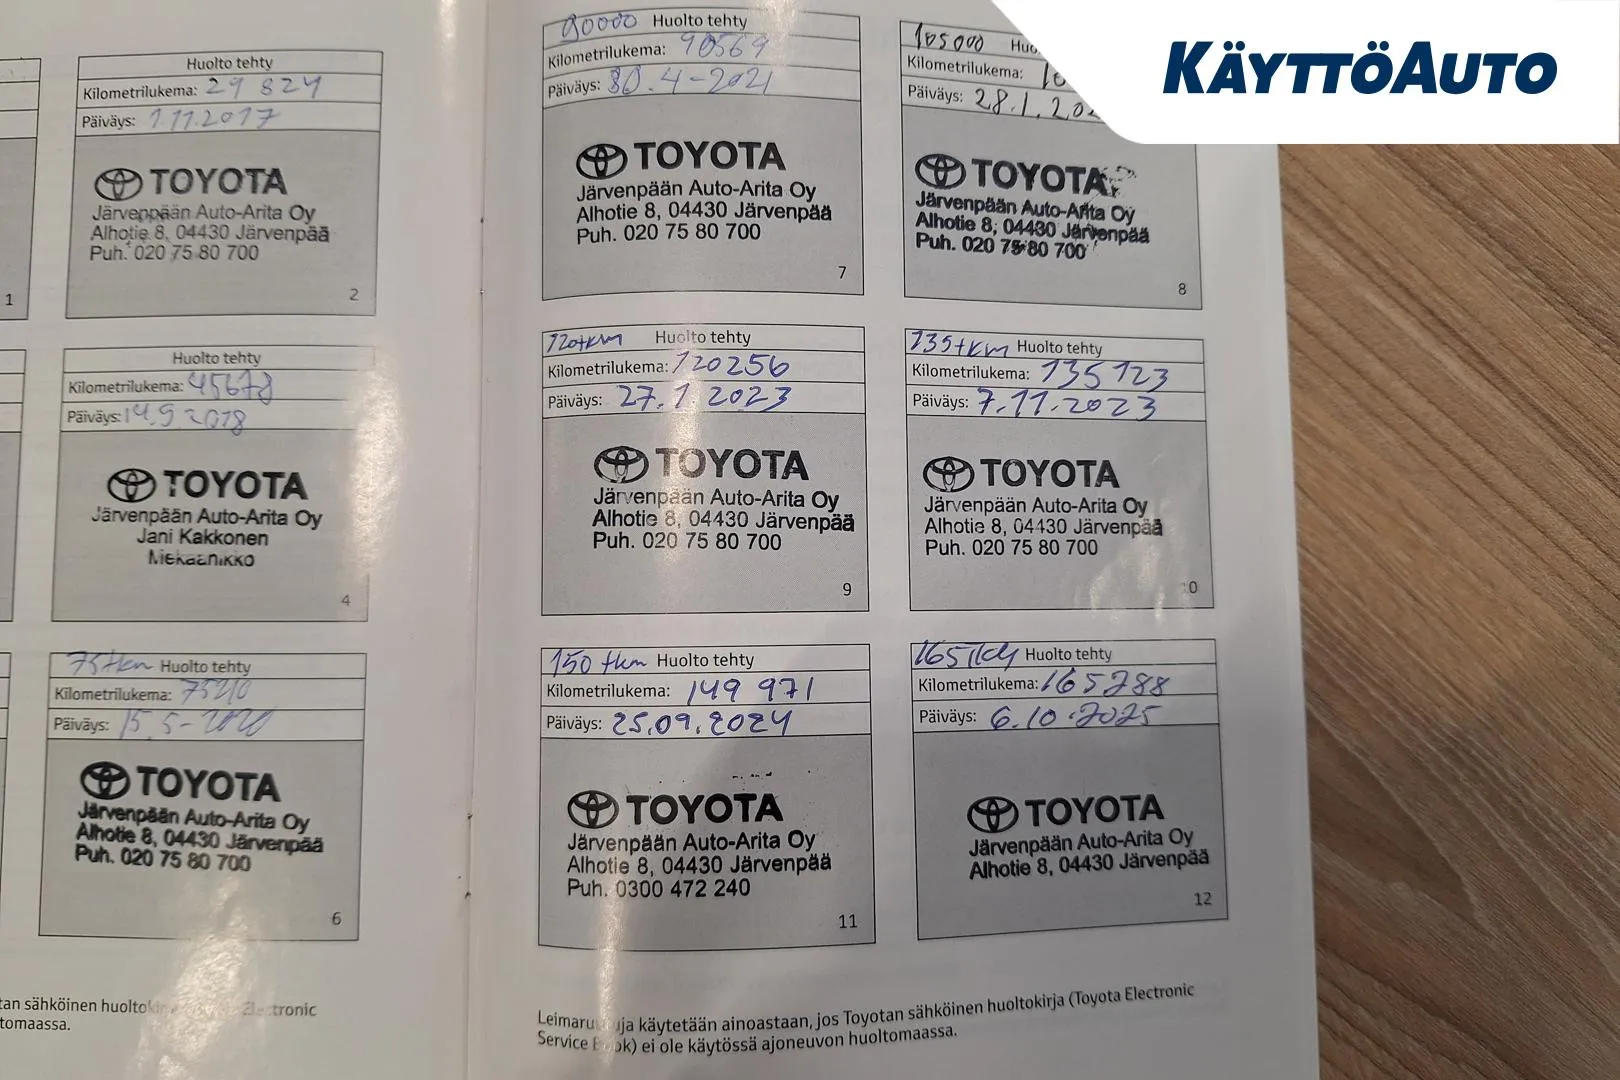 KÄYTTÖAUTO
1
Huolto tehty
Kilometrilukema: 29 824
Päiväys: 1.11.2017
TOYOTA
Järvenpään Auto-Arita Oy
Alhotie 8, 04430 Järvenpää
Puh. 020 75 80 700
2
Huolto tehty
Kilometrilukema: 45678
Päiväys: 14.9 2018
TOYOTA
Järvenpään Auto-Arita Oy
Jani Kakkonen
Mekaanikko
4
75tkm Huolto tehty
Kilometrilukema: 75210
Päiväys: 15.5-2020
TOYOTA
Järvenpään Auto-Arita Oy
Alhotie 8, 04430 Järvenpää
Puh. 020 75 80 700
6
tan sähköinen
tronic
tomaassa.
90000 Huolto tehty
Kilometrilukema: 90569
Päiväys: 30.4-2021
TOYOTA
Järvenpään Auto-Arita Oy
Alhotie 8, 04430 Järvenpää
Puh. 020 75 80 700
7
105000
Kilometrilukema:
Päiväys: 28.1.
TOYOTA
Järvenpään Auto-Arita Oy
Alhotie 8, 04430 Järvenpää
Puh. 020 75 80 700
8
120tkm Huolto tehty
Kilometrilukema: 120256
Päiväys: 27.1 2023
TOYOTA
Järvenpään Auto-Arita Oy
Alhotie 8, 04430 Järvenpää
Puh. 020 75 80 700
9
135tkm Huolto tehty
Kilometrilukema: 135123
Päiväys: 7.11.2023
TOYOTA
Järvenpään Auto-Arita Oy
Alhotie 8, 04430 Järvenpää
Puh. 020 75 80 700
10
150 tkm Huolto tehty
Kilometrilukema: 149 971
Päiväys: 25.09.2024
TOYOTA
Järvenpään Auto-Arita Oy
Alhotie 8, 04430 Järvenpää
Puh. 0300 472 240
11
165TKM Huolto tehty
Kilometrilukema: 165288
Päiväys: 6.10.2025
TOYOTA
Järvenpään Auto-Arita Oy
Alhotie 8, 04430 Järvenpää
12
käytetään ainoastaan, jos Toyotan sähköinen huoltokirja (Toyota Electronic
Service Book) ei ole käytössä ajoneuvon huoltomaassa.